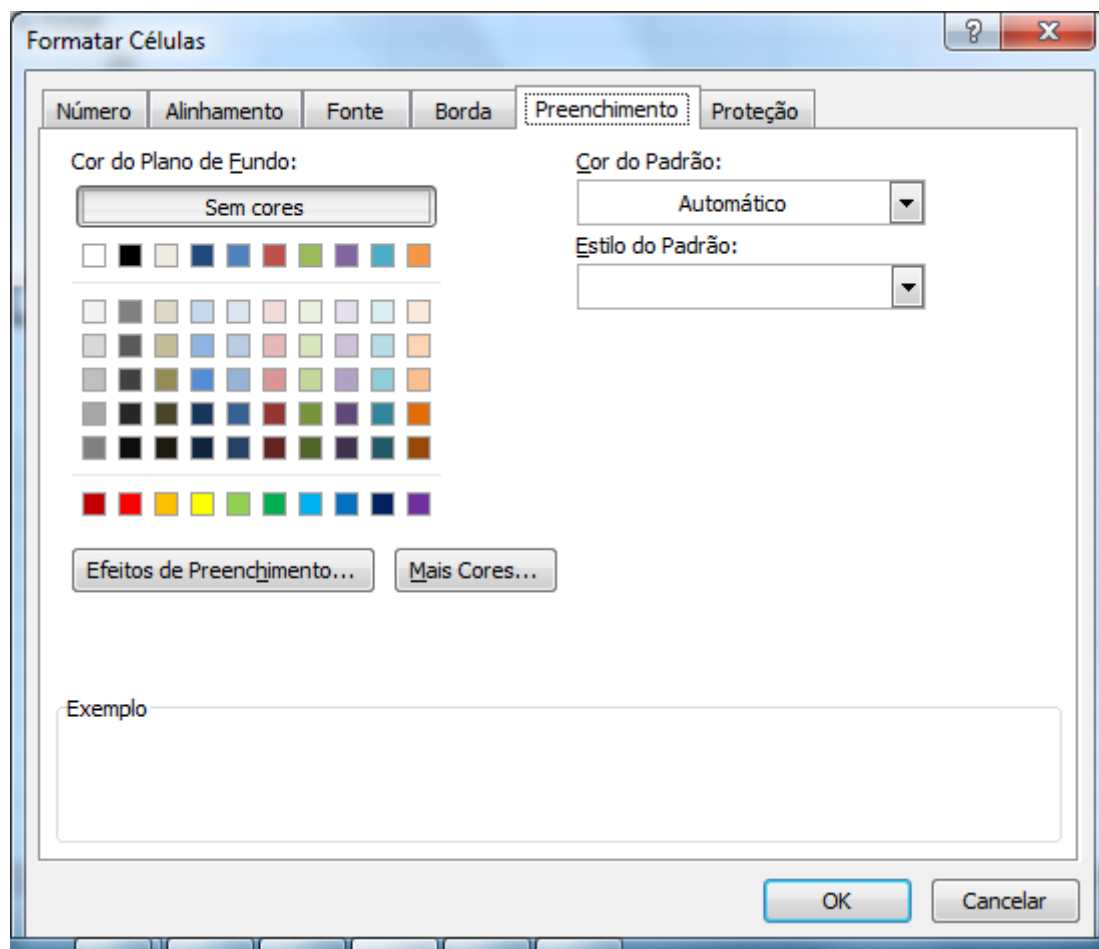 Formatar Células
Número Alinhamento Fonte Borda Preenchimento Proteção
Cor do Plano de Fundo:
Sem cores
Cor do Padrão:
Automático
Estilo do Padrão:
Efeitos de Preenchimento... Mais Cores...
Exemplo
OK Cancelar